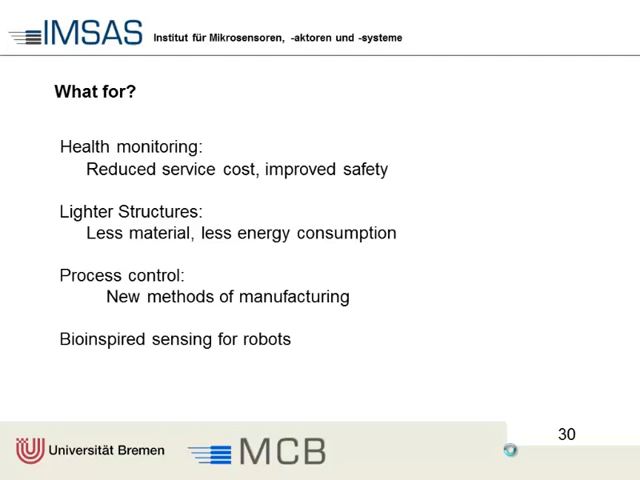 IMSAS Institut für Mikrosensoren, -aktoren und -systeme
What for?
Health monitoring:
Reduced service cost, improved safety
Lighter Structures:
Less material, less energy consumption
Process control:
New methods of manufacturing
Bioinspired sensing for robots
30
Universität Bremen MCB